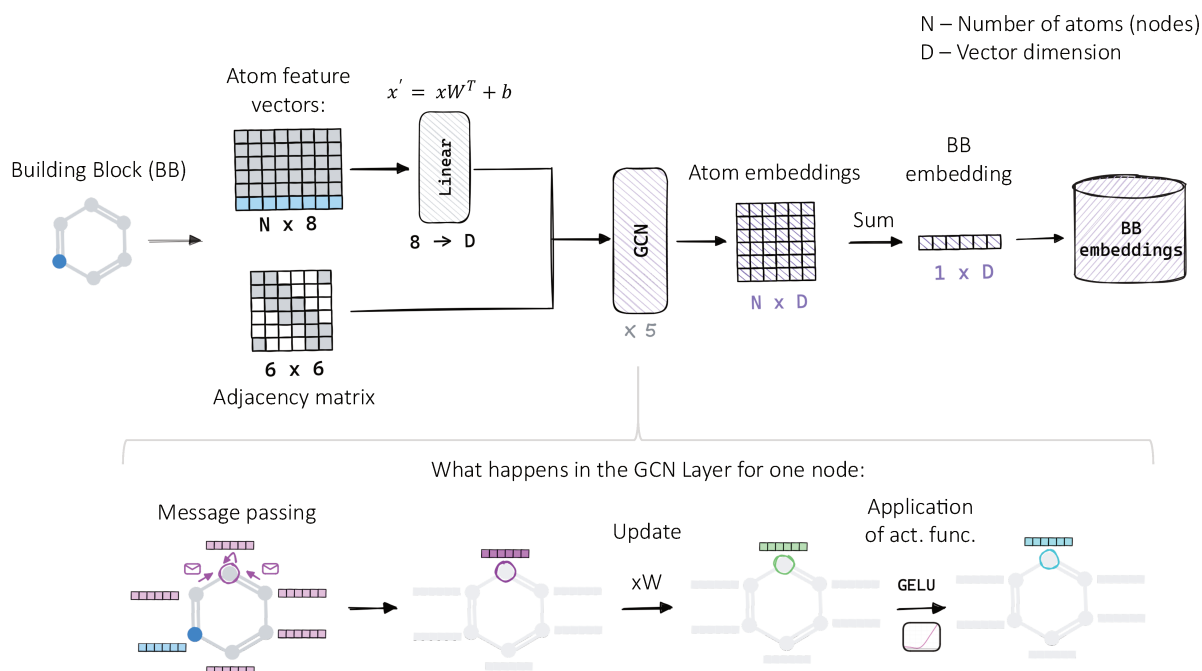 N – Number of atoms (nodes)
D – Vector dimension
Atom feature
vectors:
x' = xW^T + b
Building Block (BB)
Linear
N x 8
8 → D
6 x 6
Adjacency matrix
GCN
x 5
Atom embeddings
N x D
Sum
BB
embedding
1 x D
BB
embeddings
What happens in the GCN Layer for one node:
Message passing
Update
xW
Application
of act. func.
GELU